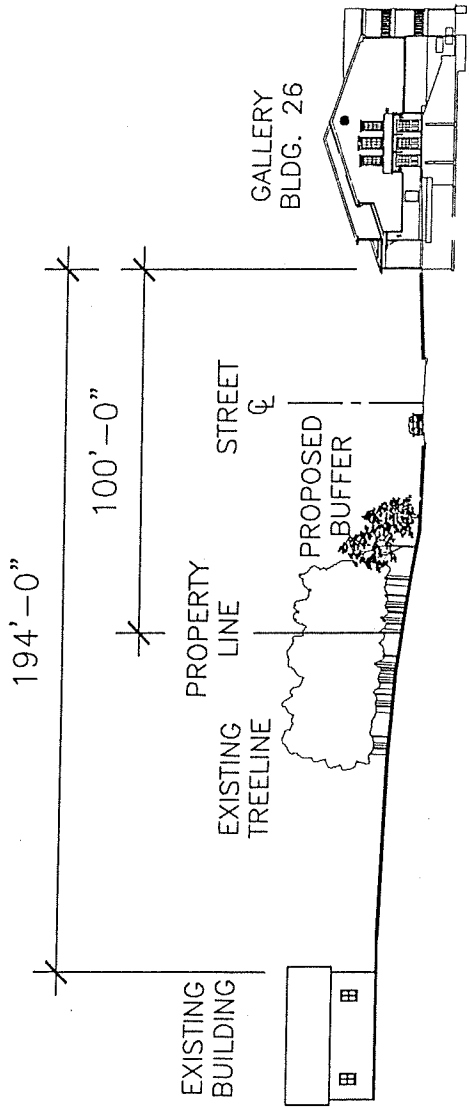 194'-0"
100'-0"
EXISTING
BUILDING
EXISTING
TREELINE
PROPERTY
LINE
PROPOSED
BUFFER
STREET
℄
GALLERY
BLDG. 26